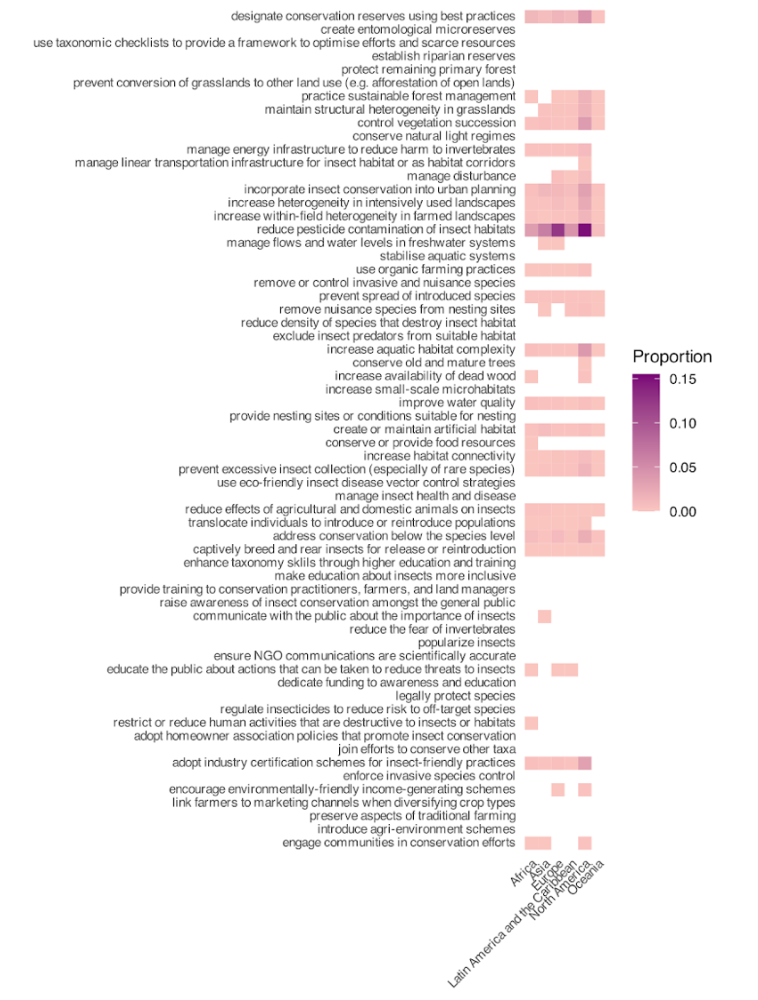 designate conservation reserves using best practices
create entomological microreserves
use taxonomic checklists to provide a framework to optimise efforts and scarce resources
establish riparian reserves
protect remaining primary forest
prevent conversion of grasslands to other land use (e.g. afforestation of open lands)
practice sustainable forest management
maintain structural heterogeneity in grasslands
control vegetation succession
conserve natural light regimes
manage energy infrastructure to reduce harm to invertebrates
manage linear transportation infrastructure for insect habitat or as habitat corridors
manage disturbance
incorporate insect conservation into urban planning
increase heterogeneity in intensively used landscapes
increase within-field heterogeneity in farmed landscapes
reduce pesticide contamination of insect habitats
manage flows and water levels in freshwater systems
stabilise aquatic systems
use organic farming practices
remove or control invasive and nuisance species
prevent spread of introduced species
remove nuisance species from nesting sites
reduce density of species that destroy insect habitat
exclude insect predators from suitable habitat
increase aquatic habitat complexity
conserve old and mature trees
increase availability of dead wood
increase small-scale microhabitats
improve water quality
provide nesting sites or conditions suitable for nesting
create or maintain artificial habitat
conserve or provide food resources
increase habitat connectivity
prevent excessive insect collection (especially of rare species)
use eco-friendly insect disease vector control strategies
manage insect health and disease
reduce effects of agricultural and domestic animals on insects
translocate individuals to introduce or reintroduce populations
address conservation below the species level
captively breed and rear insects for release or reintroduction
enhance taxonomy sklils through higher education and training
make education about insects more inclusive
provide training to conservation practitioners, farmers, and land managers
raise awareness of insect conservation amongst the general public
communicate with the public about the importance of insects
reduce the fear of invertebrates
popularize insects
ensure NGO communications are scientifically accurate
educate the public about actions that can be taken to reduce threats to insects
dedicate funding to awareness and education
legally protect species
regulate insecticides to reduce risk to off-target species
restrict or reduce human activities that are destructive to insects or habitats
adopt homeowner association policies that promote insect conservation
join efforts to conserve other taxa
adopt industry certification schemes for insect-friendly practices
enforce invasive species control
encourage environmentally-friendly income-generating schemes
link farmers to marketing channels when diversifying crop types
preserve aspects of traditional farming
introduce agri-environment schemes
engage communities in conservation efforts
Africa
Asia
Europe
Latin America and the Caribbean
North America
Oceania
Proportion
0.15
0.10
0.05
0.00